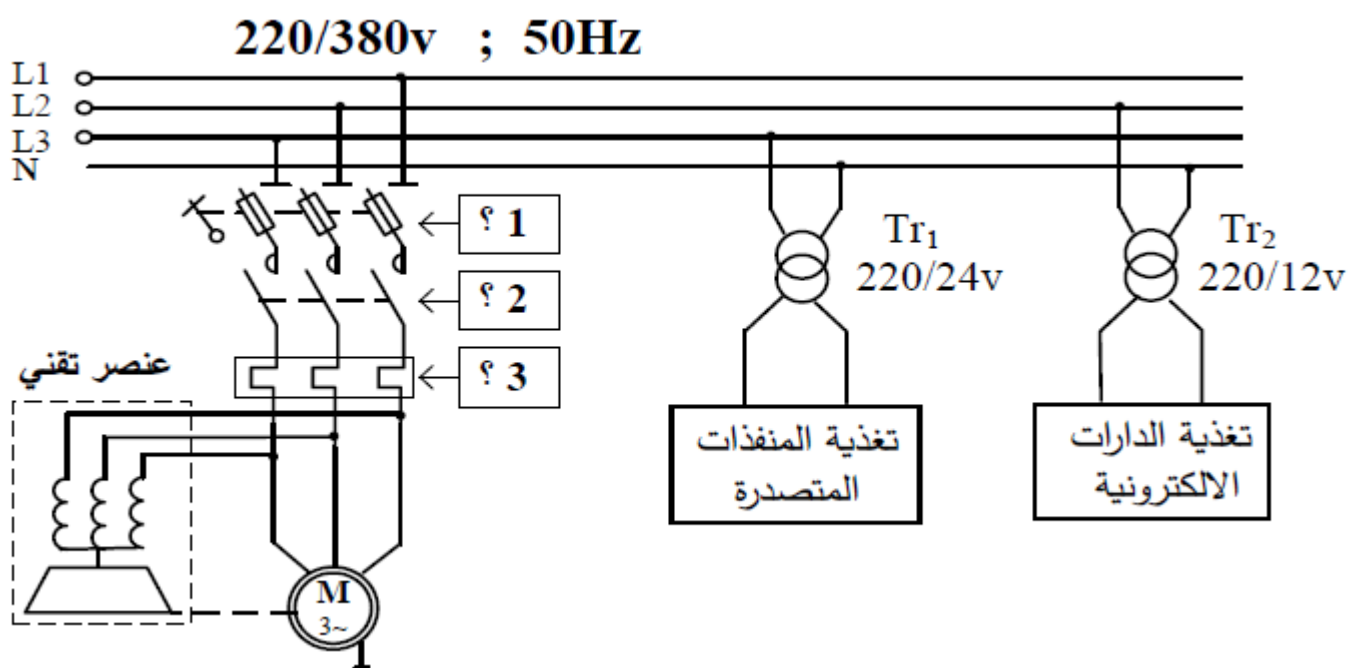 220/380v ; 50Hz
L1
L2
L3
N
؟ 1
؟ 2
؟ 3
Tr₁
220/24v
Tr₂
220/12v
عنصر تقني
تغذية المنفذات
المتصدرة
تغذية الدارات
الالكترونية
M
3~